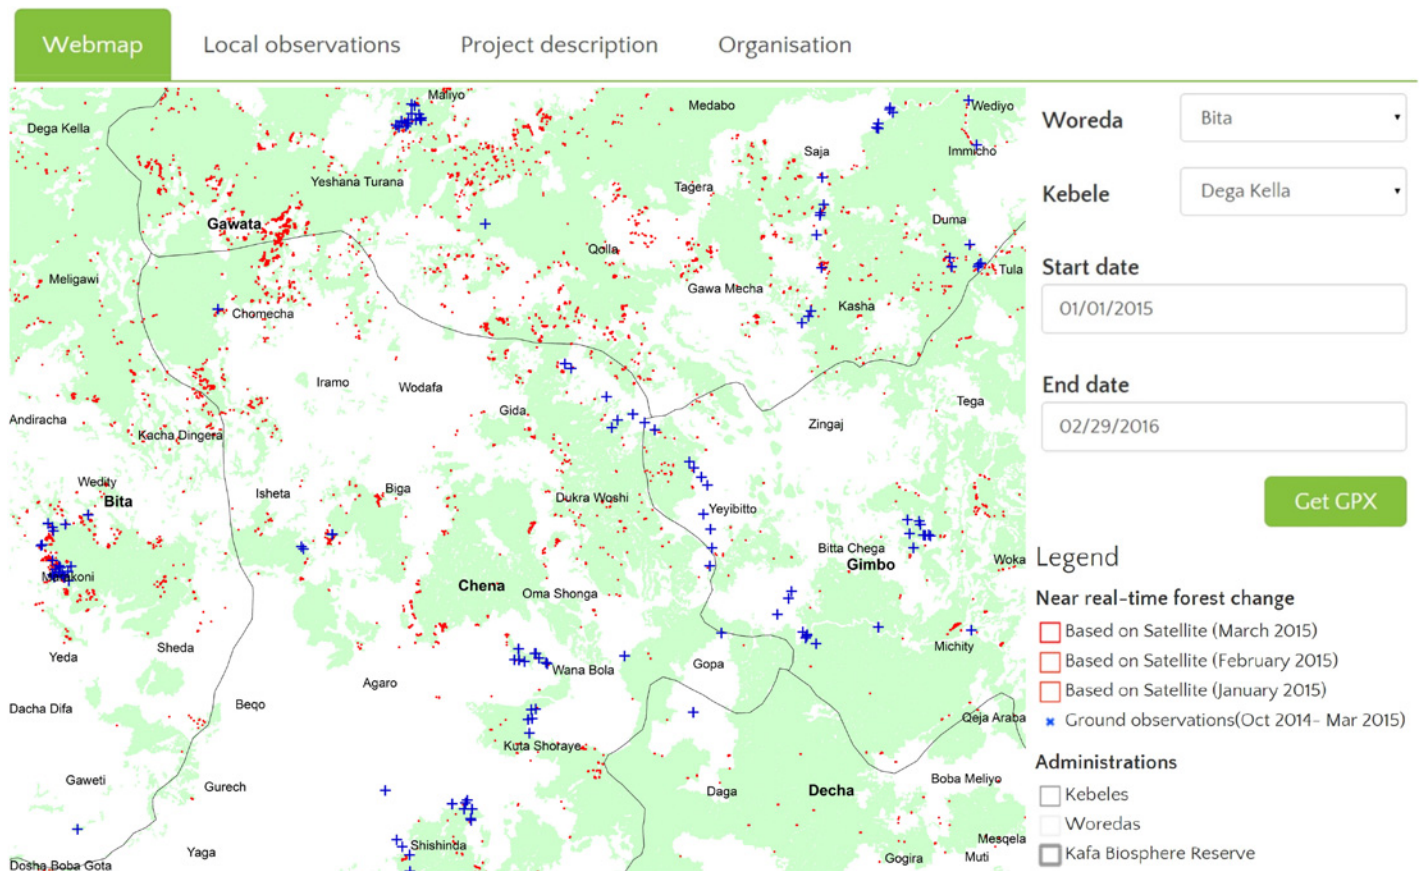 Webmap Local observations Project description Organisation
Woreda Bita
Kebele Dega Kella
Start date
01/01/2015
End date
02/29/2016
Get GPX
Legend
Near real-time forest change
Based on Satellite (March 2015)
Based on Satellite (February 2015)
Based on Satellite (January 2015)
Ground observations(Oct 2014- Mar 2015)
Administrations
Kebeles
Woredas
Kafa Biosphere Reserve
Maliyo
Medabo
Wediyo
Dega Kella
Saja
Immicho
Yeshana Turana
Tagera
Gawata
Duma
Qolla
Tula
Meligawi
Gawa Mecha
Chomecha
Kasha
Iramo
Wodafa
Gida
Tega
Andiracha
Zingaj
Kacha Dingera
Wedity
Biga
Isheta
Bita
Dukra Woshi
Yeyibitto
Bitta Chega
Woka
Gimbo
Chena
Oma Shonga
Michity
Sheda
Yeda
Gopa
Wana Bola
Agaro
Beqo
Dacha Difa
Qeja Araba
Kuta Shoraye
Gaweti
Gurech
Daga
Decha
Boba Meliyo
Mesqela
Shishinda
Yaga
Gogira
Muti
Dosha Boba Gota